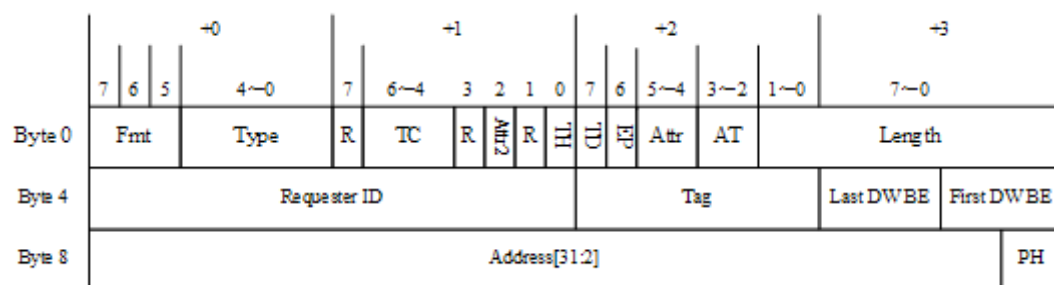 +0 +1 +2 +3
7 6 5 4~0 7 6~4 3 2 1 0 7 6 5~4 3~2 1~0 7~0
Byte 0 Fmt Type R TC R Attr2 R TH TD EP Attr AT Length
Byte 4 Requester ID Tag Last DWBE First DWBE
Byte 8 Address[31:2] PH